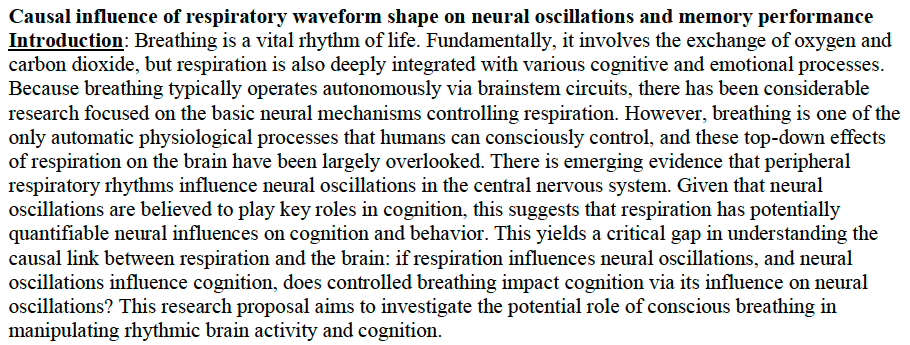 Causal influence of respiratory waveform shape on neural oscillations and memory performance
Introduction: Breathing is a vital rhythm of life. Fundamentally, it involves the exchange of oxygen and
carbon dioxide, but respiration is also deeply integrated with various cognitive and emotional processes.
Because breathing typically operates autonomously via brainstem circuits, there has been considerable
research focused on the basic neural mechanisms controlling respiration. However, breathing is one of the
only automatic physiological processes that humans can consciously control, and these top-down effects
of respiration on the brain have been largely overlooked. There is emerging evidence that peripheral
respiratory rhythms influence neural oscillations in the central nervous system. Given that neural
oscillations are believed to play key roles in cognition, this suggests that respiration has potentially
quantifiable neural influences on cognition and behavior. This yields a critical gap in understanding the
causal link between respiration and the brain: if respiration influences neural oscillations, and neural
oscillations influence cognition, does controlled breathing impact cognition via its influence on neural
oscillations? This research proposal aims to investigate the potential role of conscious breathing in
manipulating rhythmic brain activity and cognition.